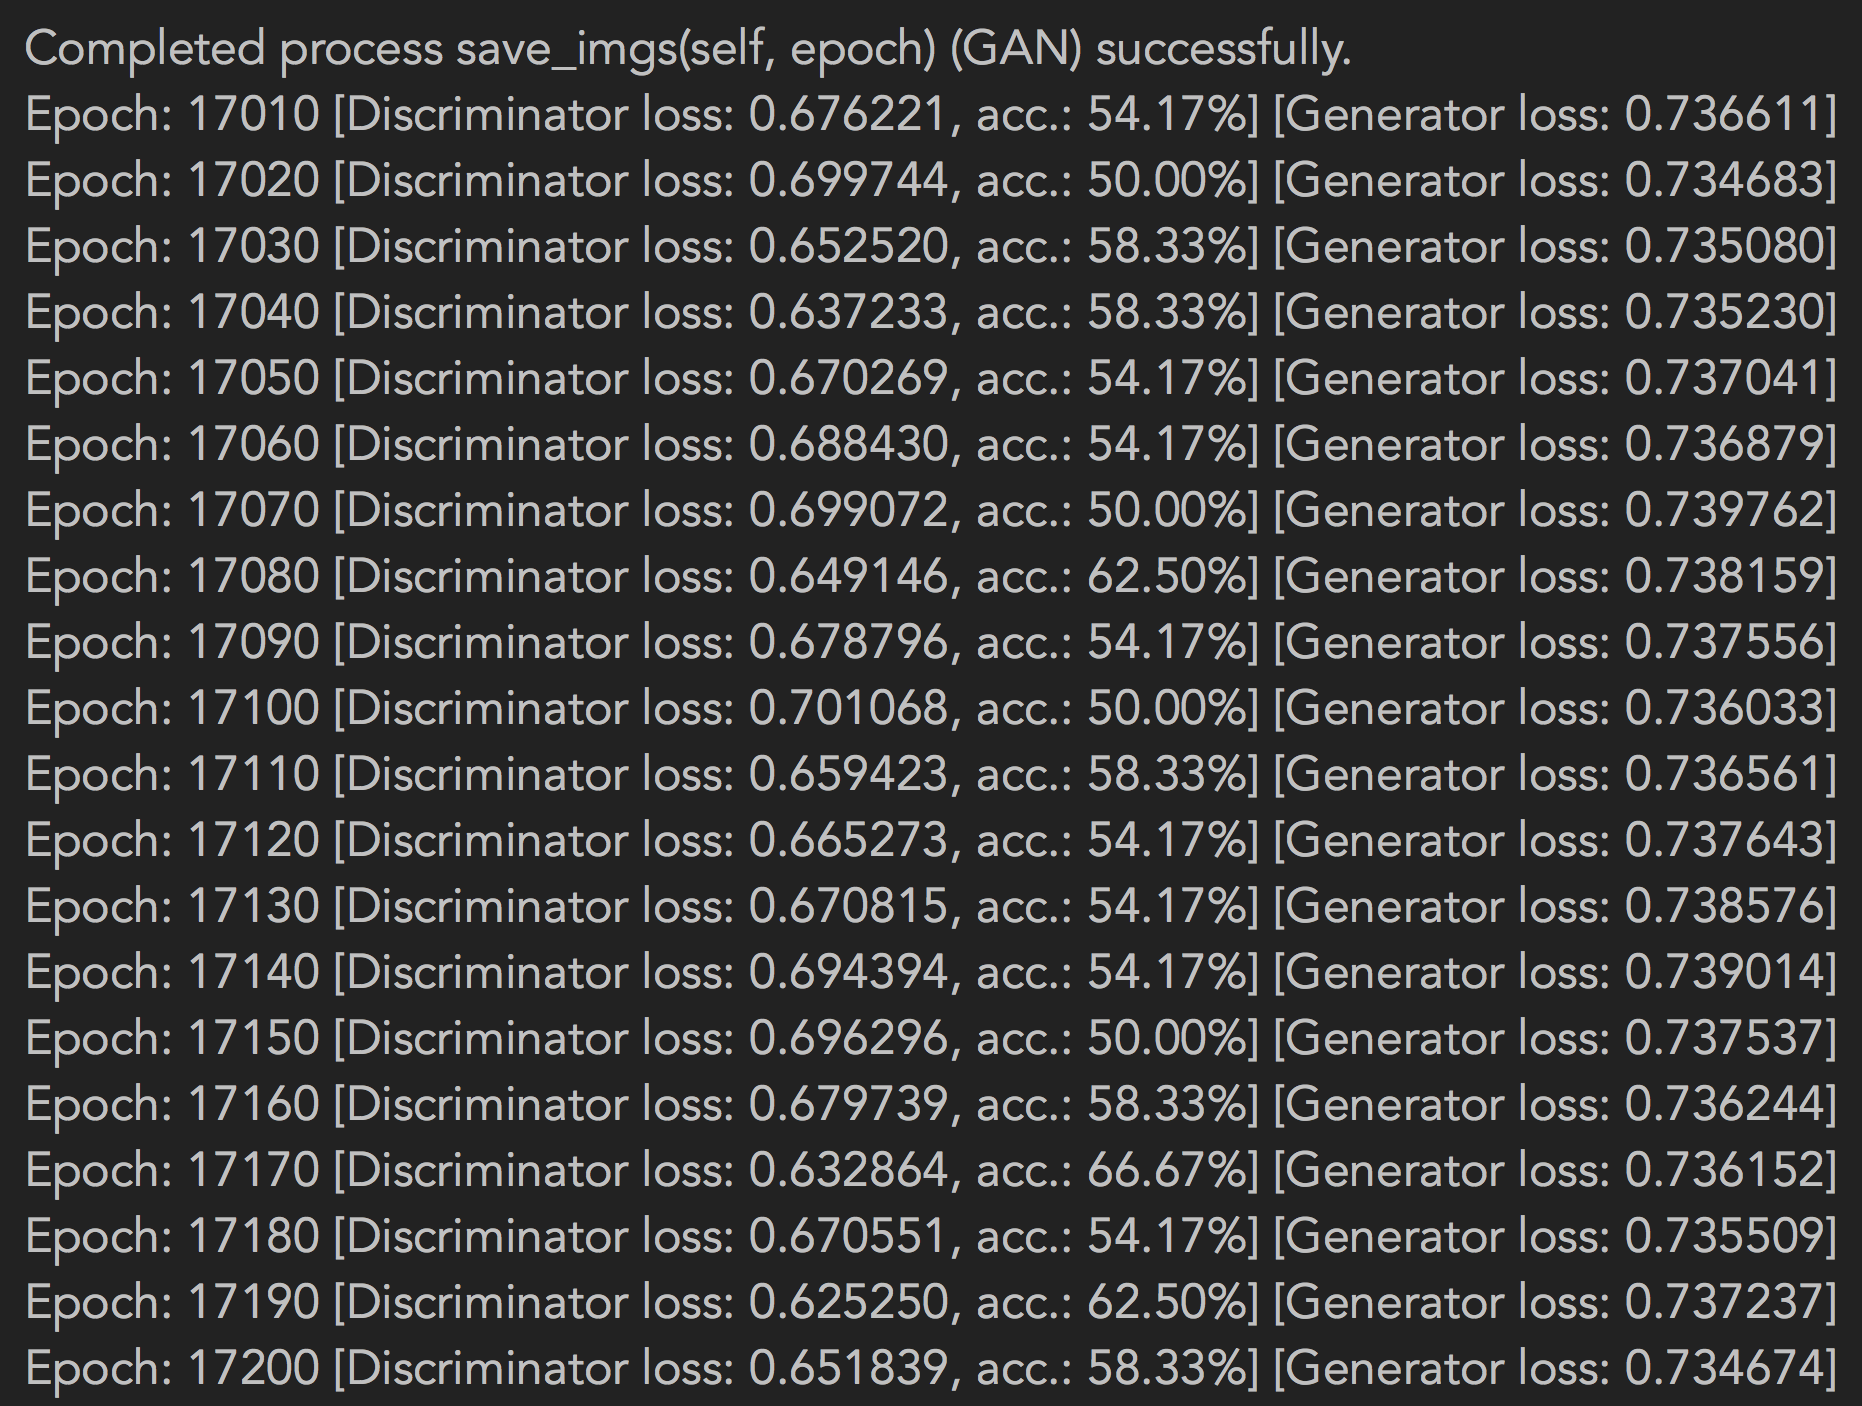 Completed process save_imgs(self, epoch) (GAN) successfully.
Epoch: 17010 [Discriminator loss: 0.676221, acc.: 54.17%] [Generator loss: 0.736611]
Epoch: 17020 [Discriminator loss: 0.699744, acc.: 50.00%] [Generator loss: 0.734683]
Epoch: 17030 [Discriminator loss: 0.652520, acc.: 58.33%] [Generator loss: 0.735080]
Epoch: 17040 [Discriminator loss: 0.637233, acc.: 58.33%] [Generator loss: 0.735230]
Epoch: 17050 [Discriminator loss: 0.670269, acc.: 54.17%] [Generator loss: 0.737041]
Epoch: 17060 [Discriminator loss: 0.688430, acc.: 54.17%] [Generator loss: 0.736879]
Epoch: 17070 [Discriminator loss: 0.699072, acc.: 50.00%] [Generator loss: 0.739762]
Epoch: 17080 [Discriminator loss: 0.649146, acc.: 62.50%] [Generator loss: 0.738159]
Epoch: 17090 [Discriminator loss: 0.678796, acc.: 54.17%] [Generator loss: 0.737556]
Epoch: 17100 [Discriminator loss: 0.701068, acc.: 50.00%] [Generator loss: 0.736033]
Epoch: 17110 [Discriminator loss: 0.659423, acc.: 58.33%] [Generator loss: 0.736561]
Epoch: 17120 [Discriminator loss: 0.665273, acc.: 54.17%] [Generator loss: 0.737643]
Epoch: 17130 [Discriminator loss: 0.670815, acc.: 54.17%] [Generator loss: 0.738576]
Epoch: 17140 [Discriminator loss: 0.694394, acc.: 54.17%] [Generator loss: 0.739014]
Epoch: 17150 [Discriminator loss: 0.696296, acc.: 50.00%] [Generator loss: 0.737537]
Epoch: 17160 [Discriminator loss: 0.679739, acc.: 58.33%] [Generator loss: 0.736244]
Epoch: 17170 [Discriminator loss: 0.632864, acc.: 66.67%] [Generator loss: 0.736152]
Epoch: 17180 [Discriminator loss: 0.670551, acc.: 54.17%] [Generator loss: 0.735509]
Epoch: 17190 [Discriminator loss: 0.625250, acc.: 62.50%] [Generator loss: 0.737237]
Epoch: 17200 [Discriminator loss: 0.651839, acc.: 58.33%] [Generator loss: 0.734674]